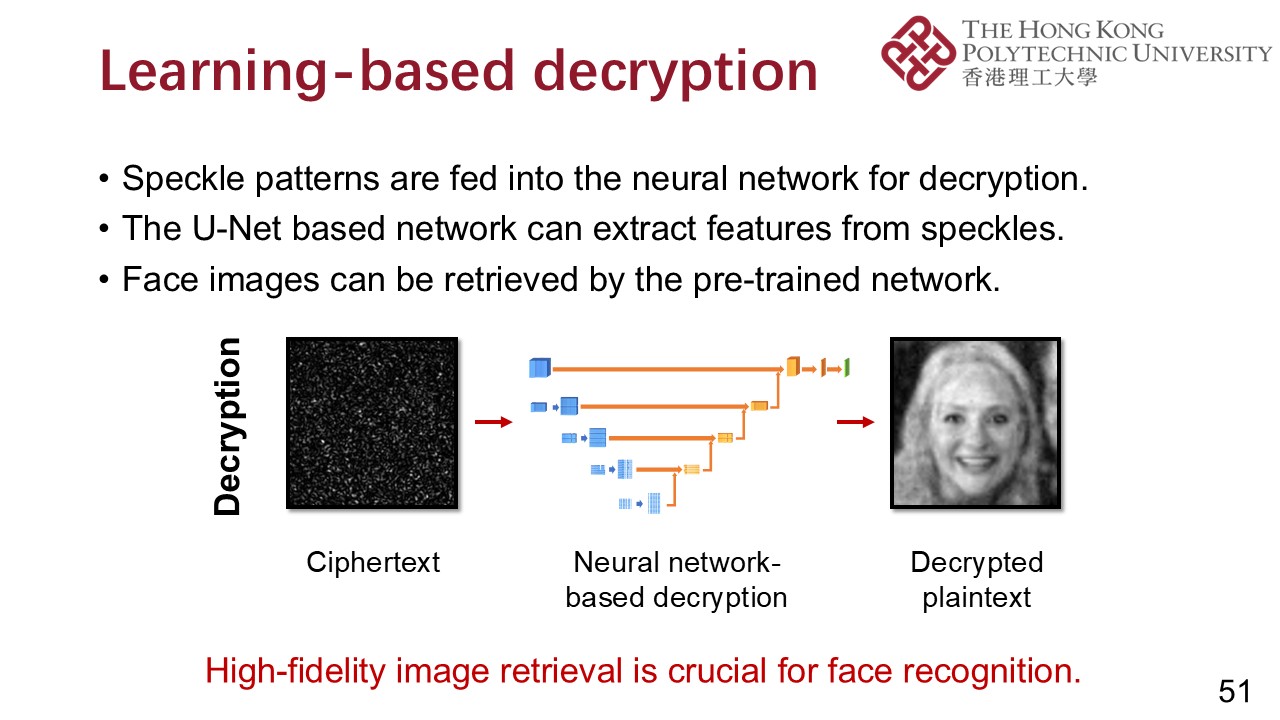 Learning-based decryption
THE HONG KONG
POLYTECHNIC UNIVERSITY
香港理工大學
• Speckle patterns are fed into the neural network for decryption.
• The U-Net based network can extract features from speckles.
• Face images can be retrieved by the pre-trained network.
Decryption
Ciphertext
Neural network-
based decryption
Decrypted
plaintext
High-fidelity image retrieval is crucial for face recognition.
51